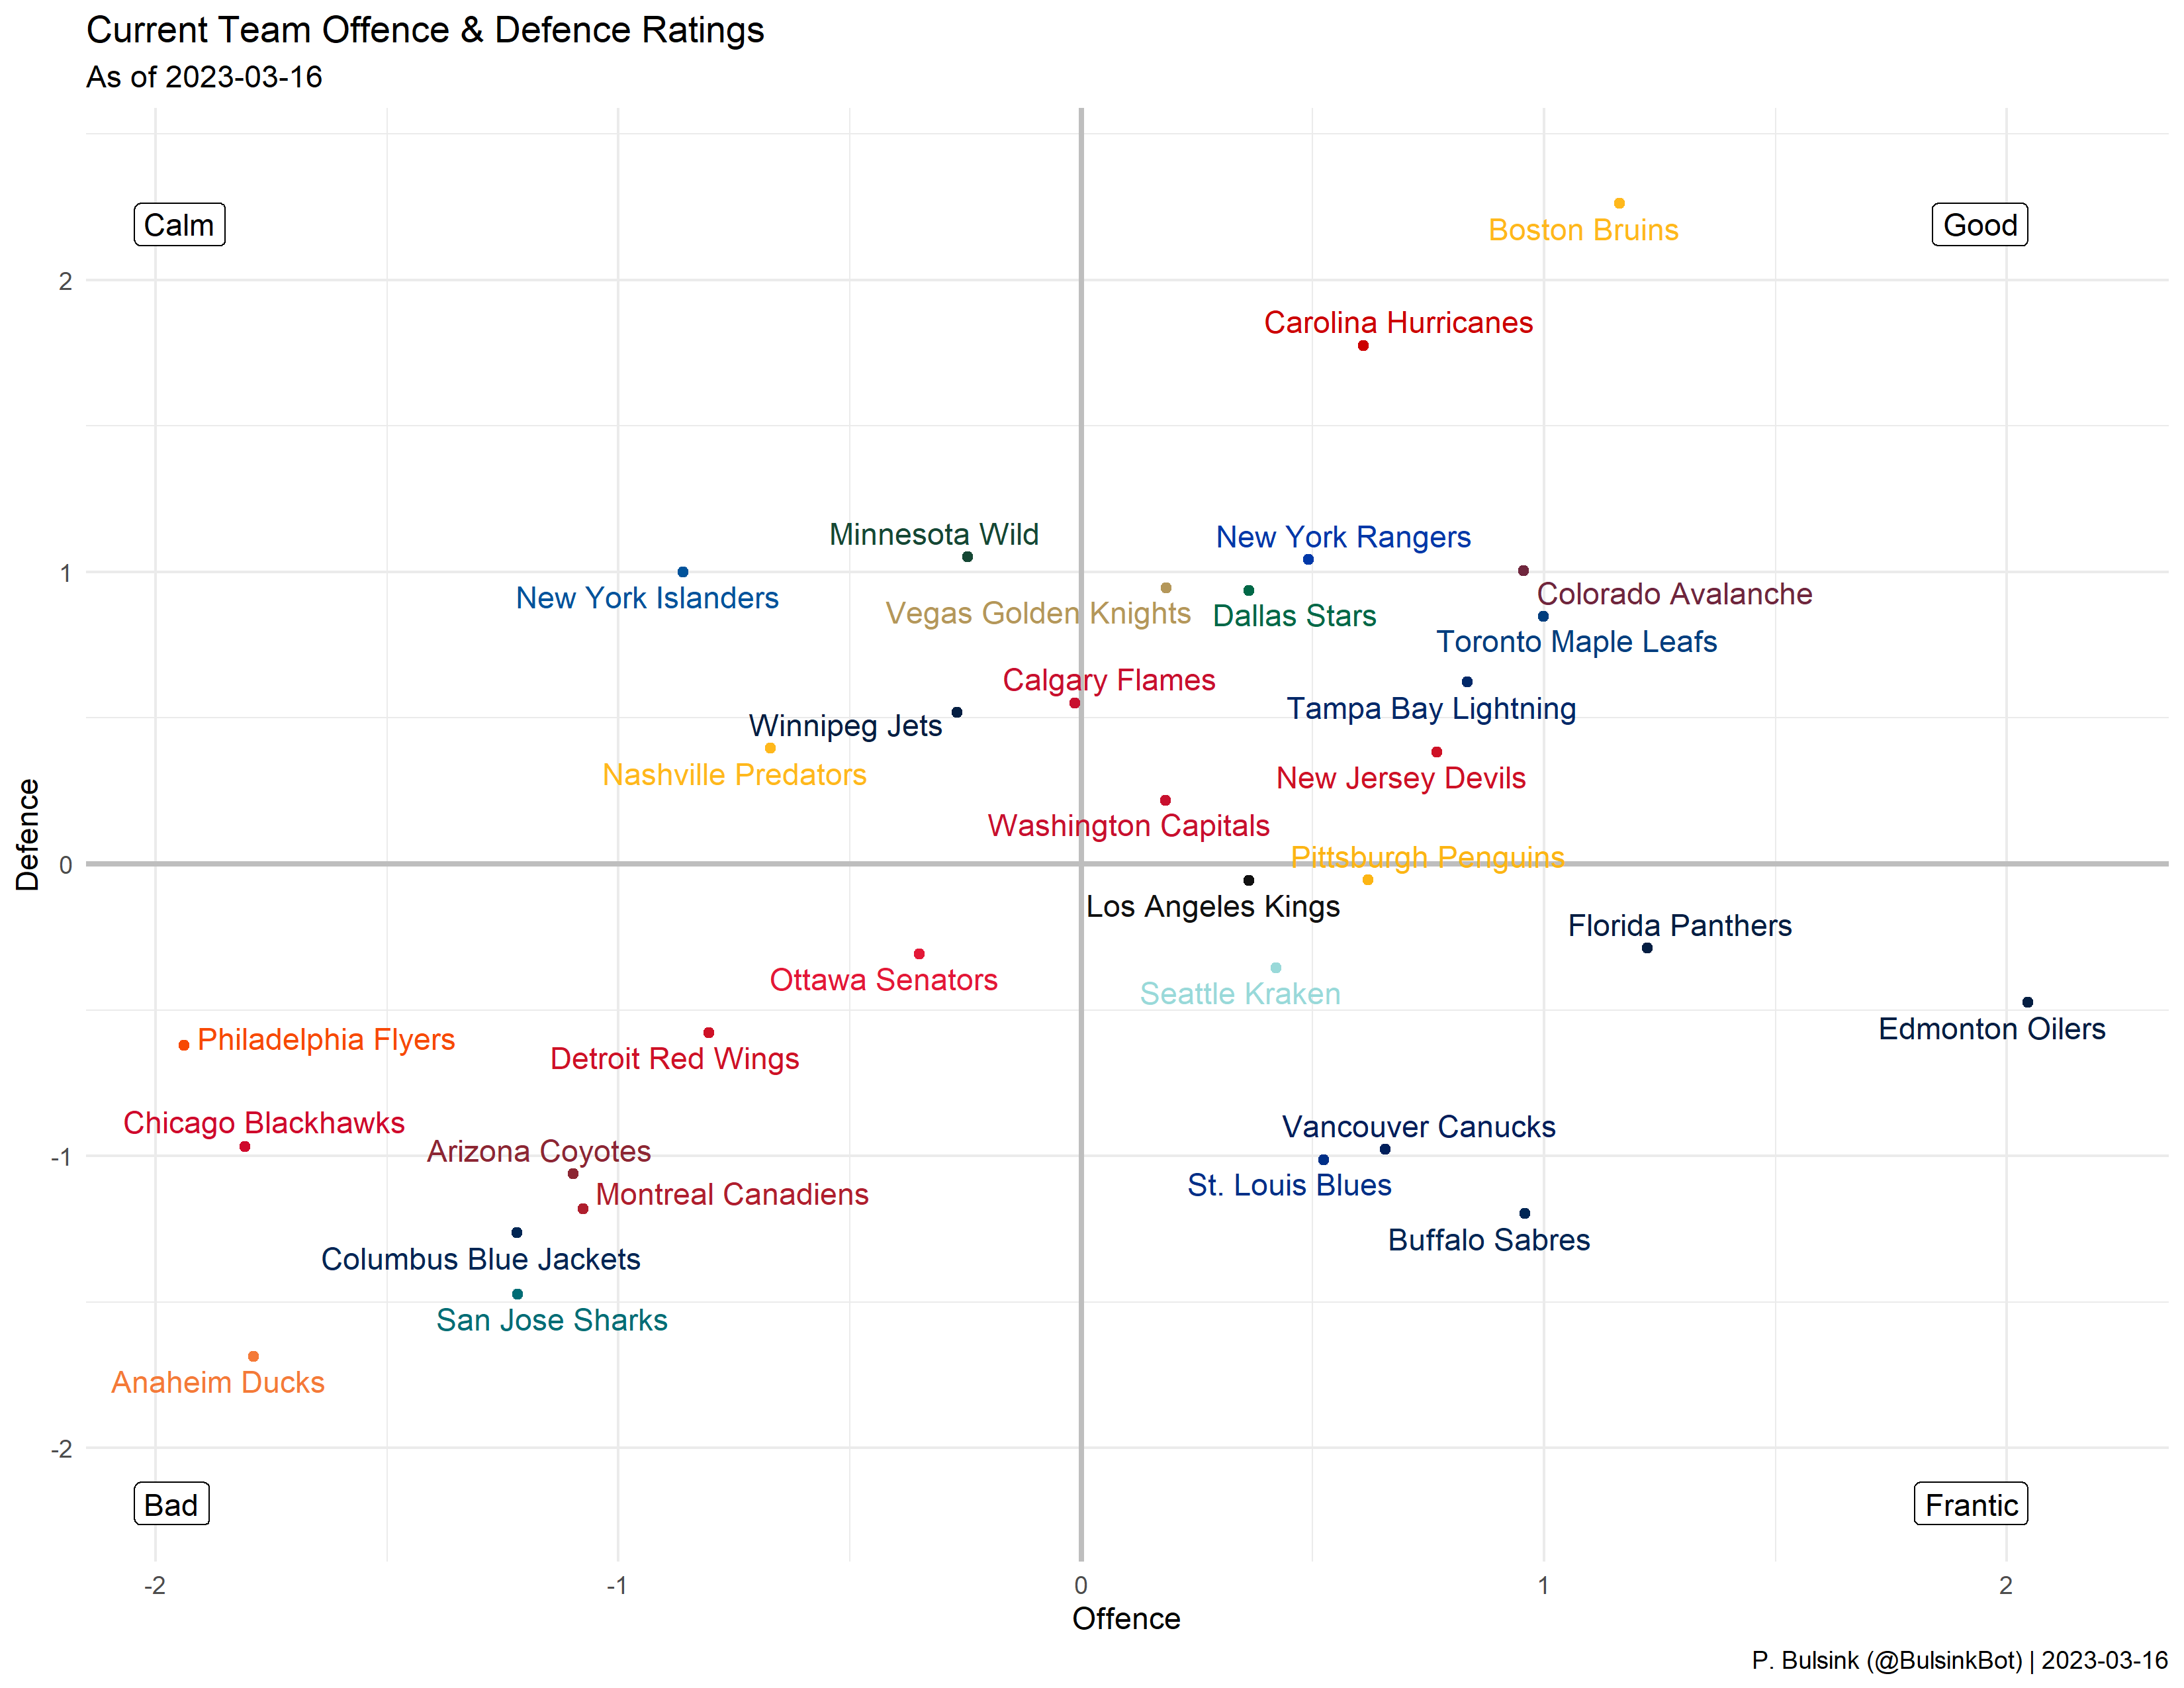 Current Team Offence & Defence Ratings
As of 2023-03-16
Calm
Good
Boston Bruins
2
Carolina Hurricanes
Minnesota Wild
New York Rangers
1
New York Islanders
Colorado Avalanche
Vegas Golden Knights
Dallas Stars
Toronto Maple Leafs
Calgary Flames
Tampa Bay Lightning
Winnipeg Jets
Nashville Predators
New Jersey Devils
Washington Capitals
Defence
0
Pittsburgh Penguins
Los Angeles Kings
Florida Panthers
Ottawa Senators
Seattle Kraken
Edmonton Oilers
Philadelphia Flyers
Detroit Red Wings
Chicago Blackhawks
Vancouver Canucks
-1
Arizona Coyotes
St. Louis Blues
Montreal Canadiens
Buffalo Sabres
Columbus Blue Jackets
San Jose Sharks
Anaheim Ducks
-2
Bad
Frantic
-2 -1 0 1 2
Offence
P. Bulsink (@BulsinkBot) | 2023-03-16